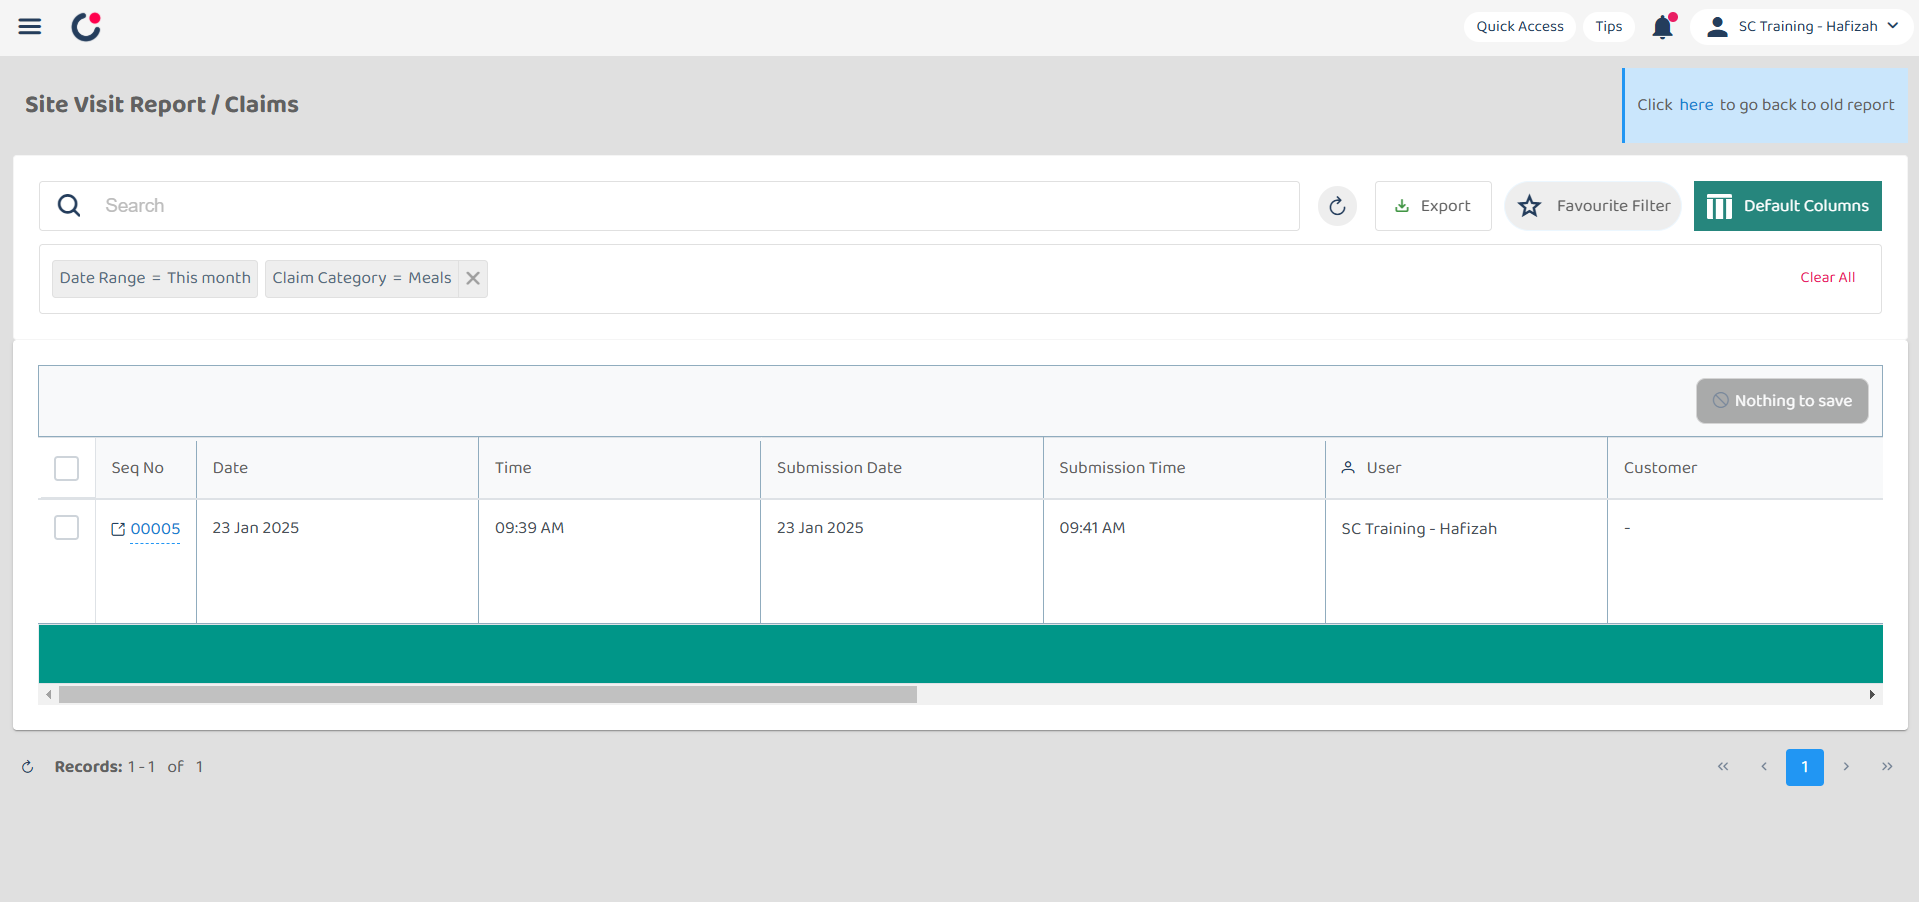 Quick Access Tips SC Training - Hafizah
Site Visit Report / Claims
Click here to go back to old report
Search Export Favourite Filter Default Columns
Date Range = This month Claim Category = Meals Clear All
Nothing to save
Seq No Date Time Submission Date Submission Time User Customer
00005 23 Jan 2025 09:39 AM 23 Jan 2025 09:41 AM SC Training - Hafizah -
Records: 1 - 1 of 1 « ‹ 1 › »